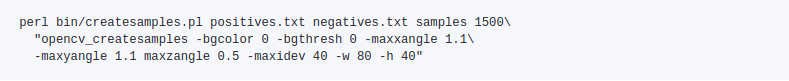 perl bin/createsamples.pl positives.txt negatives.txt samples 1500\
  "opencv_createsamples -bgcolor 0 -bgthresh 0 -maxxangle 1.1\
  -maxyangle 1.1 maxzangle 0.5 -maxidev 40 -w 80 -h 40"